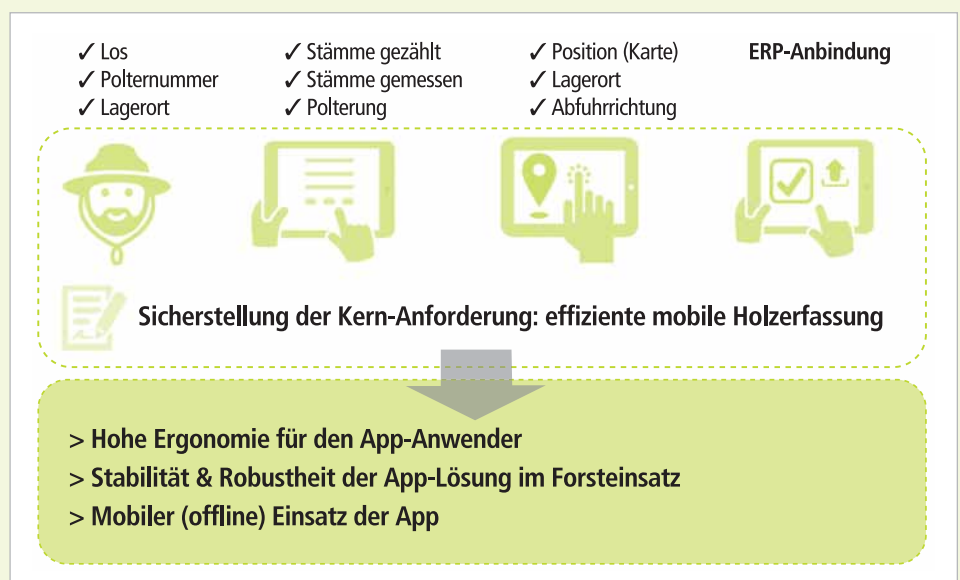 ✓ Los
✓ Polternummer
✓ Lagerort
✓ Stämme gezählt
✓ Stämme gemessen
✓ Polterung
✓ Position (Karte)
✓ Lagerort
✓ Abfuhrrichtung
ERP-Anbindung
Sicherstellung der Kern-Anforderung: effiziente mobile Holzerfassung
> Hohe Ergonomie für den App-Anwender
> Stabilität & Robustheit der App-Lösung im Forsteinsatz
> Mobiler (offline) Einsatz der App